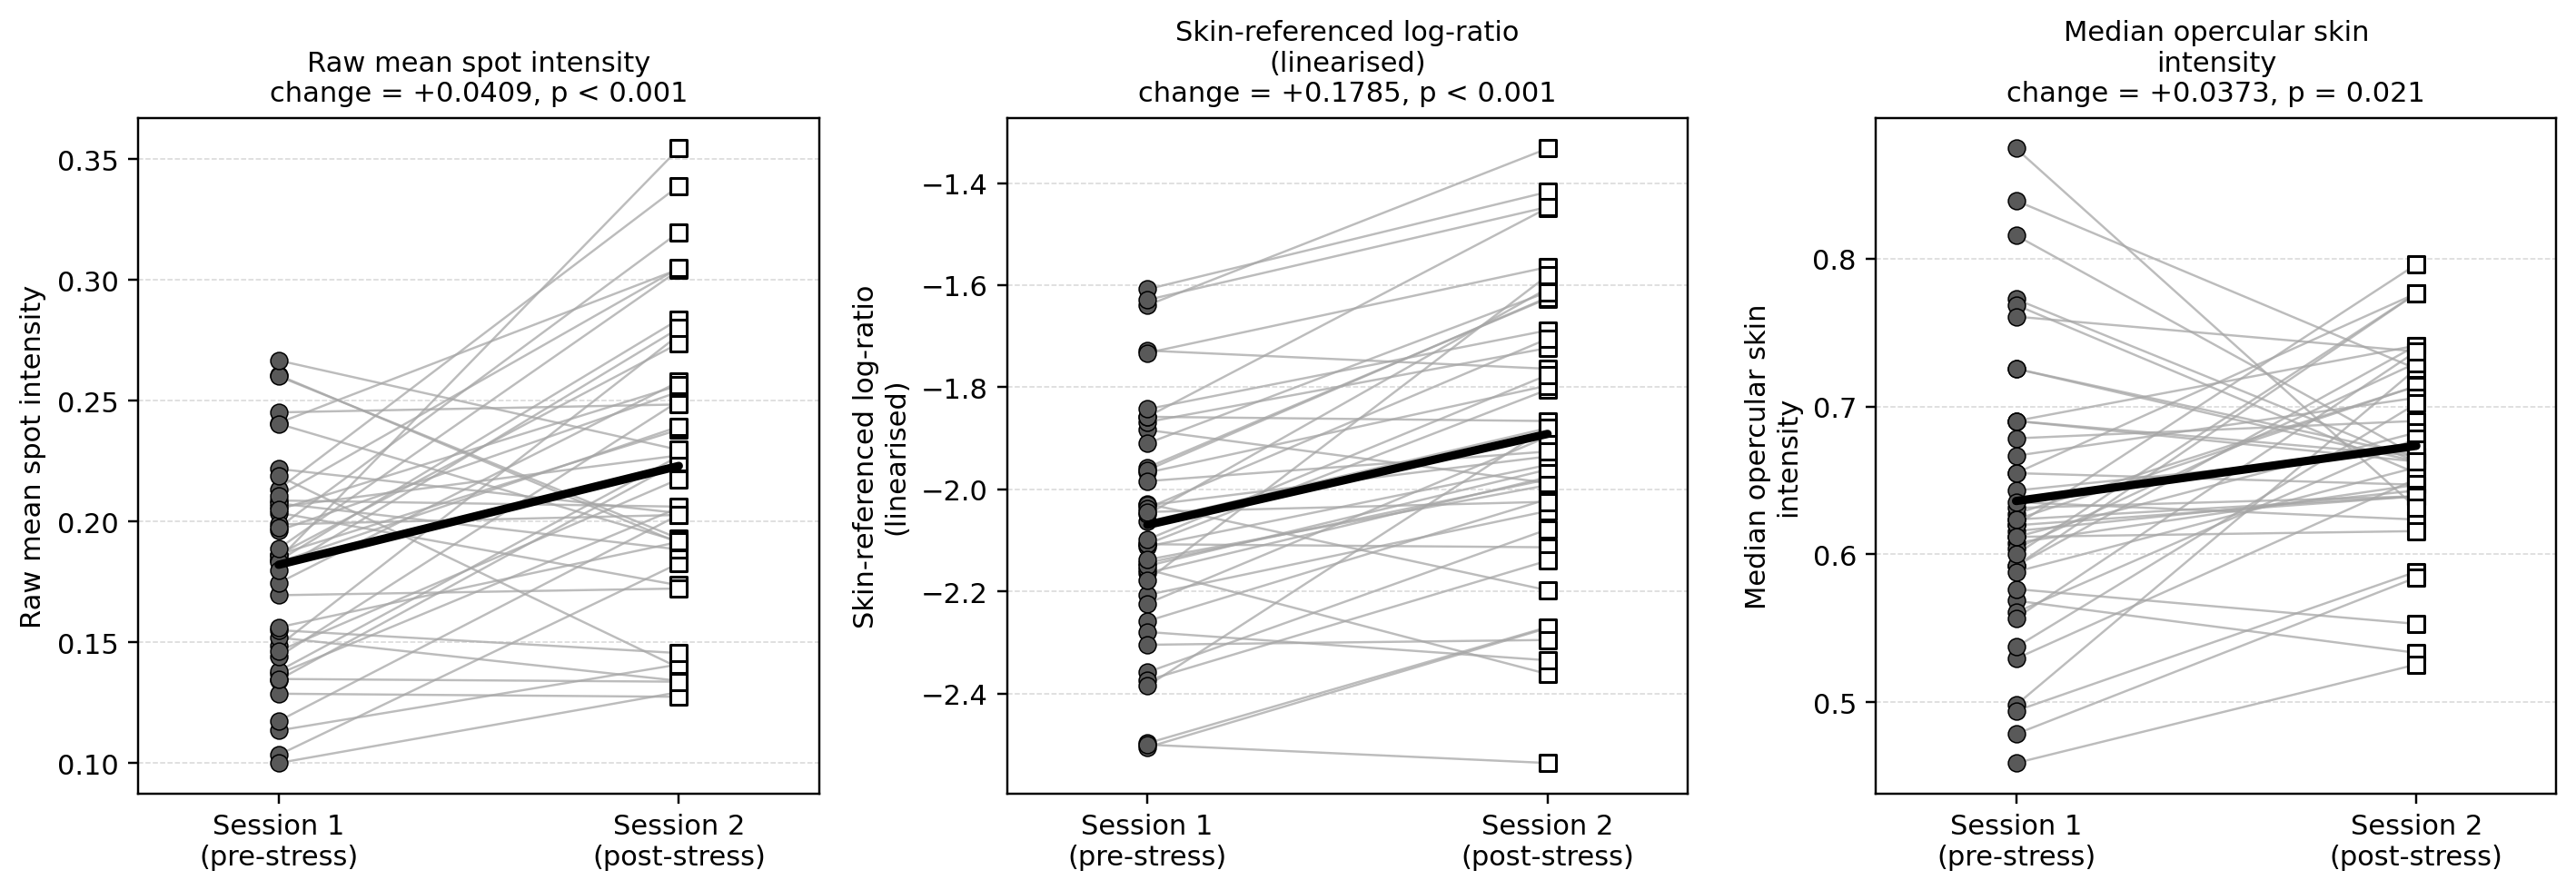 Raw mean spot intensity
change = +0.0409, p < 0.001
Raw mean spot intensity
0.35
0.30
0.25
0.20
0.15
0.10
Session 1
(pre-stress)
Session 2
(post-stress)
Skin-referenced log-ratio
(linearised)
change = +0.1785, p < 0.001
Skin-referenced log-ratio
(linearised)
−1.4
−1.6
−1.8
−2.0
−2.2
−2.4
Session 1
(pre-stress)
Session 2
(post-stress)
Median opercular skin
intensity
change = +0.0373, p = 0.021
Median opercular skin
intensity
0.8
0.7
0.6
0.5
Session 1
(pre-stress)
Session 2
(post-stress)